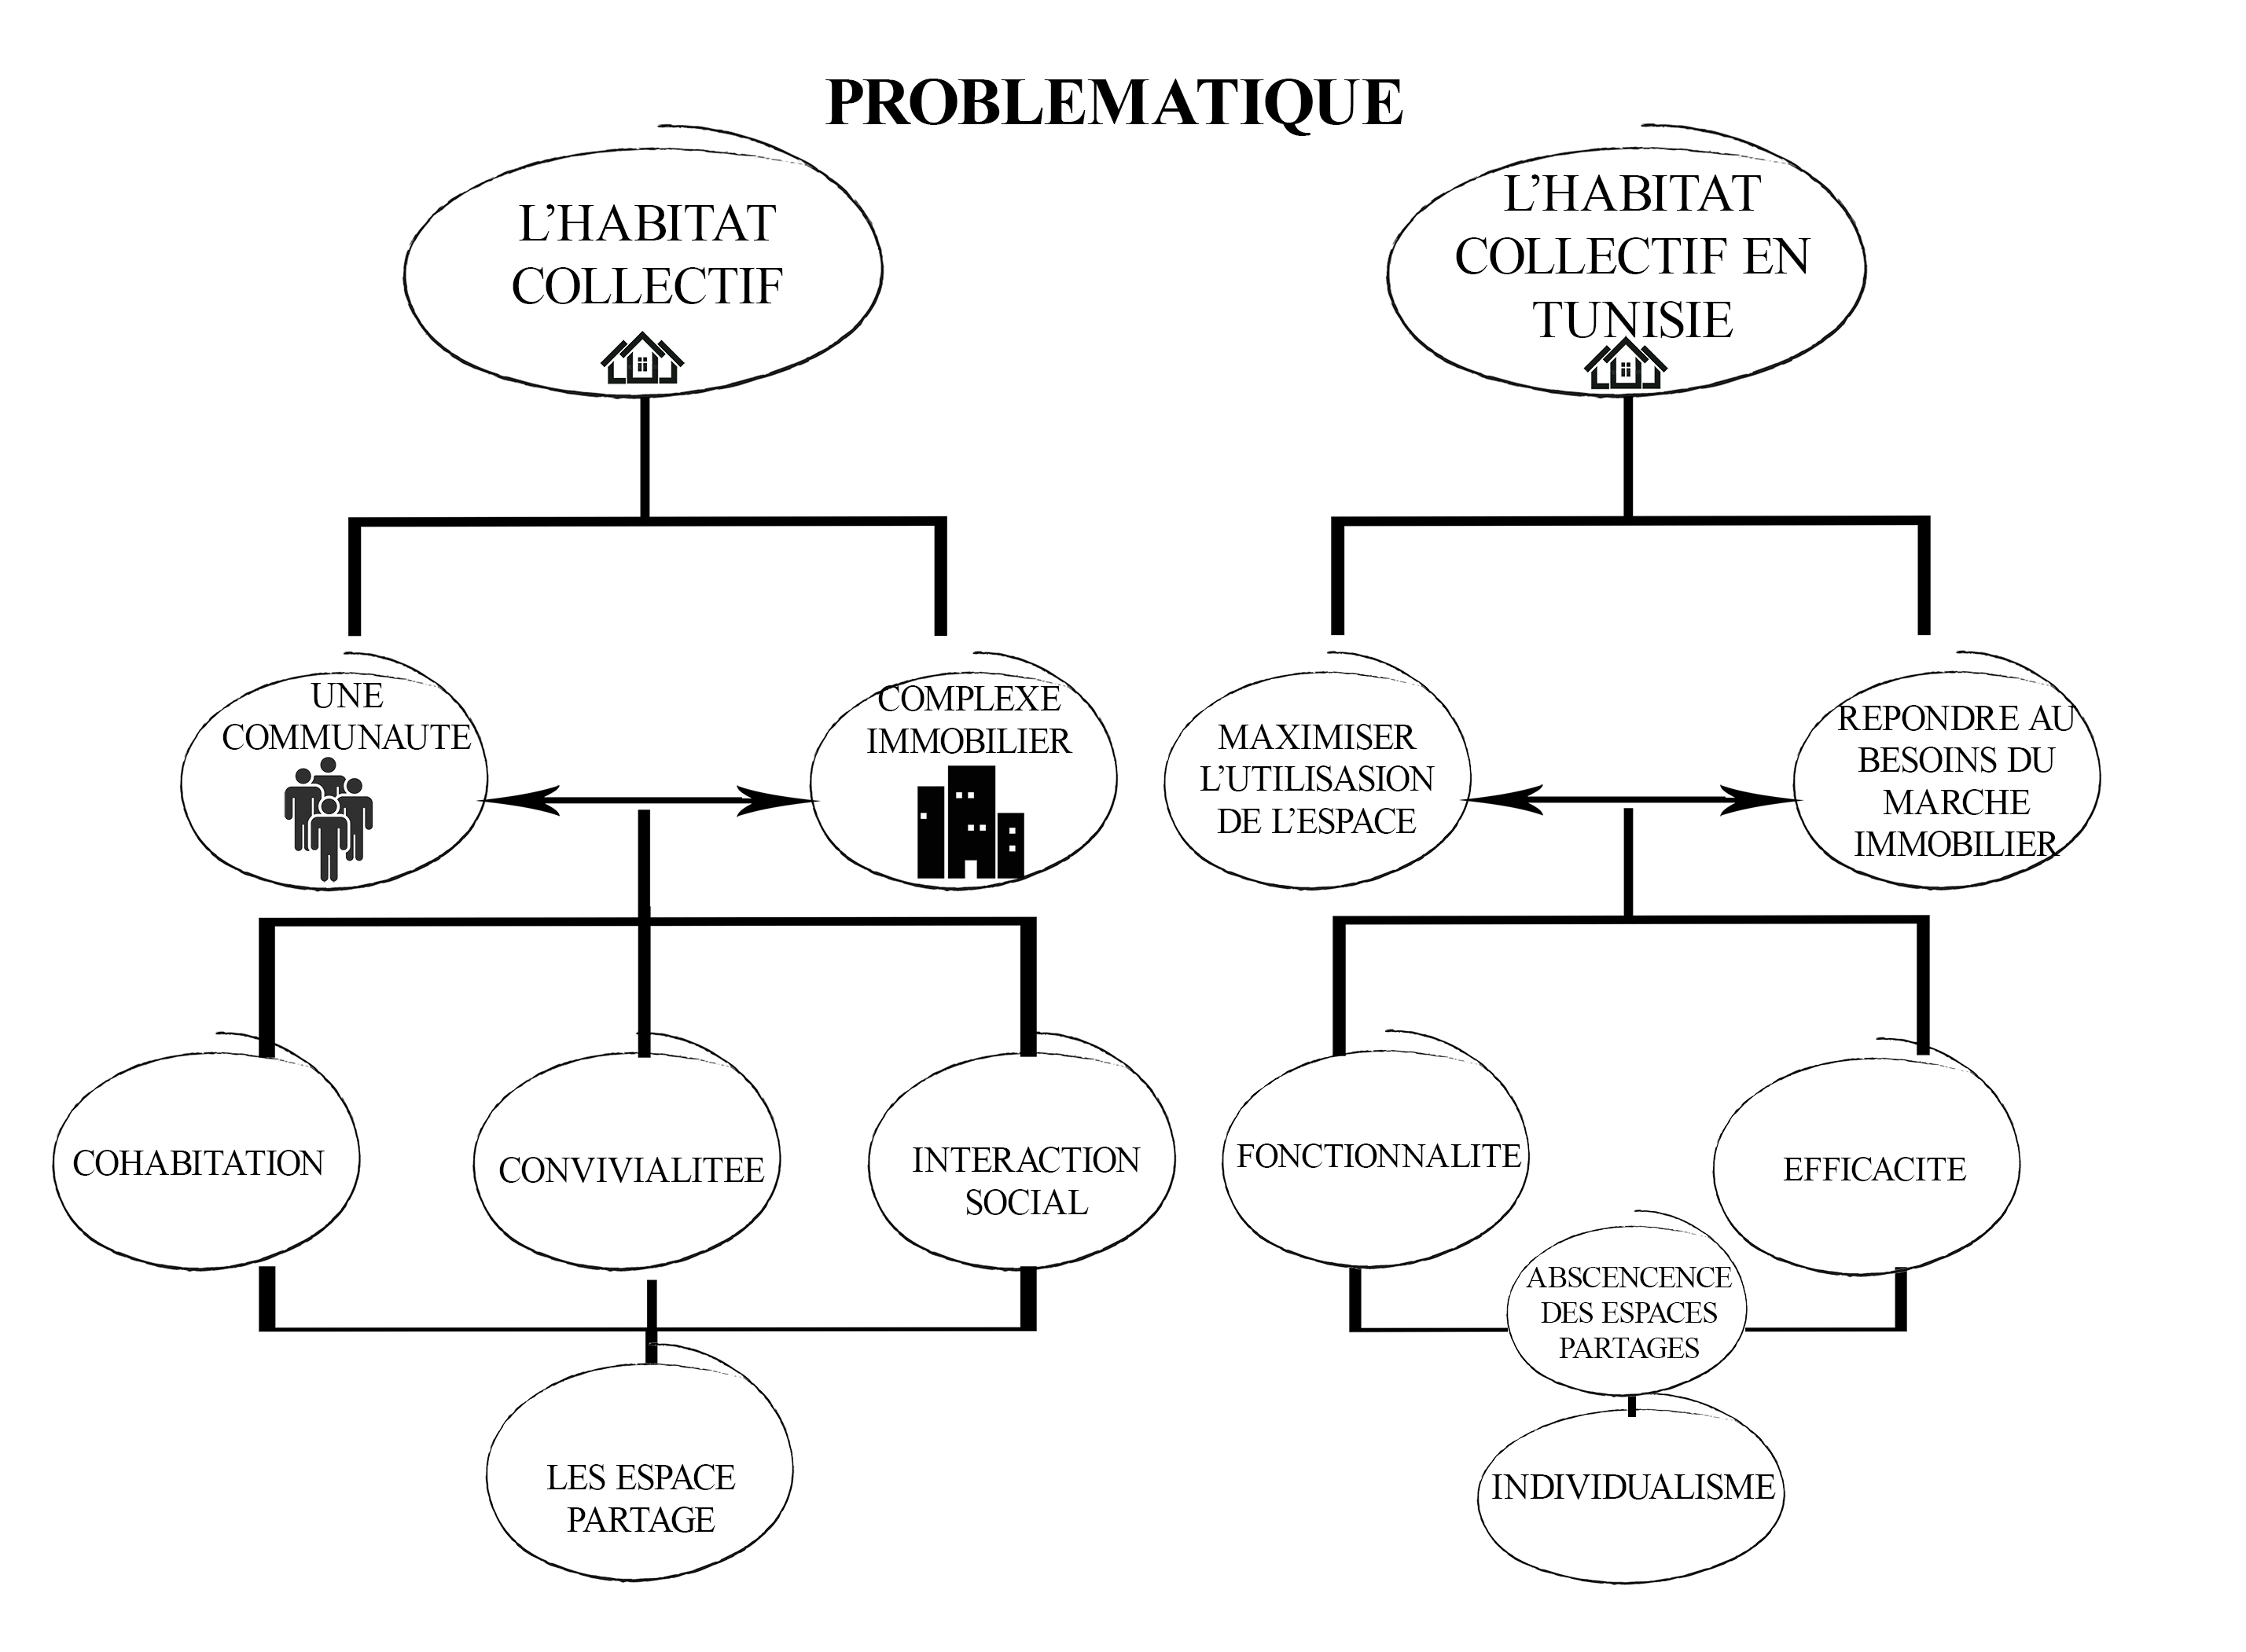 PROBLEMATIQUE
L'HABITAT
COLLECTIF
L'HABITAT
COLLECTIF EN
TUNISIE
UNE
COMMUNAUTE
COMPLEXE
IMMOBILIER
MAXIMISER
L'UTILISASION
DE L'ESPACE
REPONDRE AU
BESOINS DU
MARCHE
IMMOBILIER
COHABITATION
CONVIVIALITEE
INTERACTION
SOCIAL
FONCTIONNALITE
EFFICACITE
ABSCENCENCE
DES ESPACES
PARTAGES
LES ESPACE
PARTAGE
INDIVIDUALISME